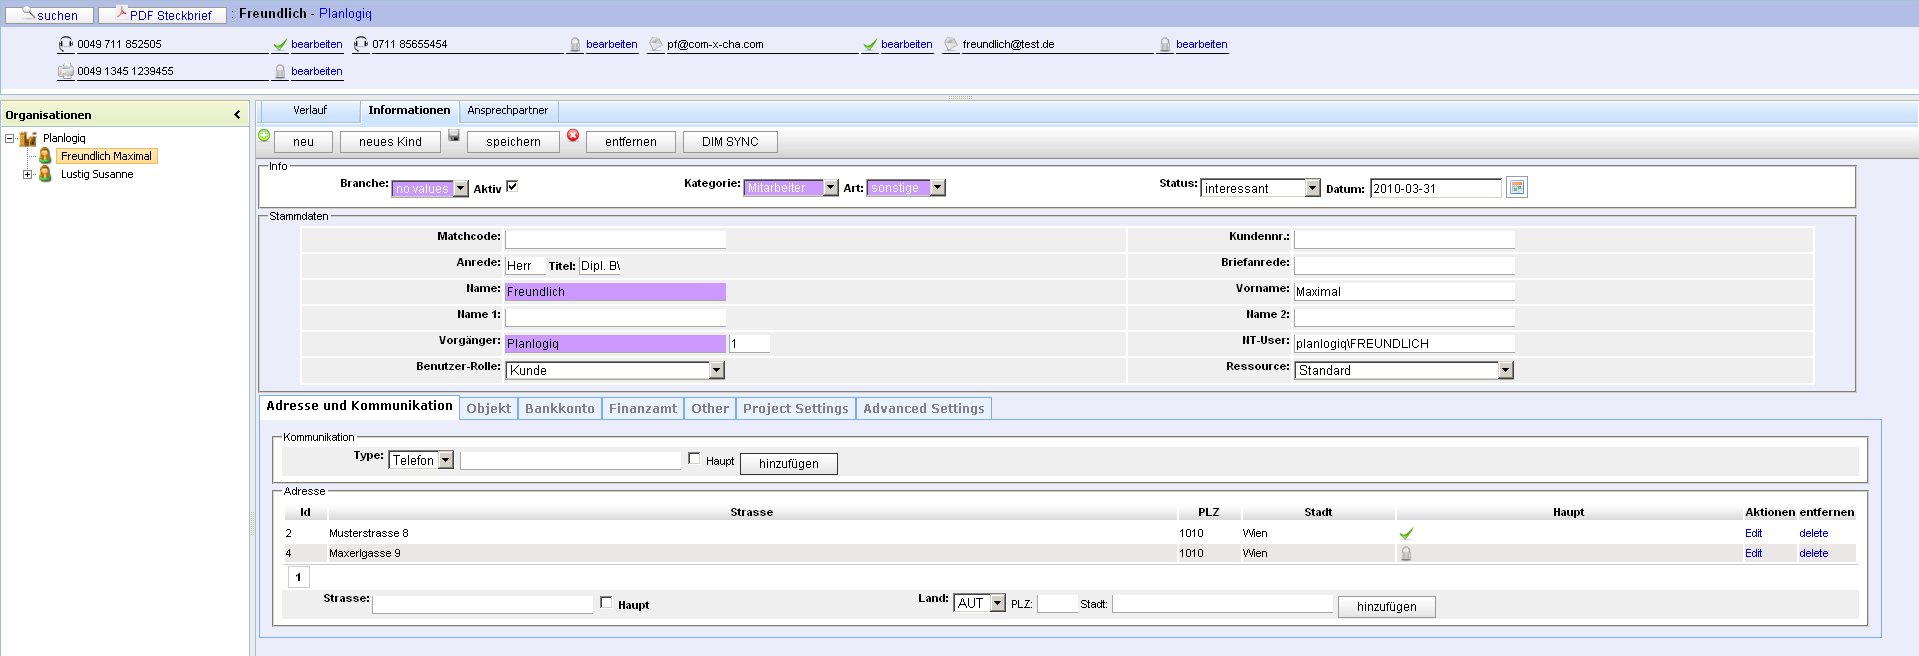 suchen PDF Steckbrief : Freundlich - Planlogiq
0049 711 852505 bearbeiten 0711 85655454 bearbeiten pf@com-x-cha.com bearbeiten freundlich@test.de bearbeiten
0049 1345 1239455 bearbeiten
Organisationen
Planlogiq
Freundlich Maximal
Lustig Susanne
Verlauf Informationen Ansprechpartner
neu neues Kind speichern entfernen DIM SYNC
Info
Branche: no values Aktiv Kategorie: Mitarbeiter Art: sonstige Status: interessant Datum: 2010-03-31
Stammdaten
Matchcode: Kundennr.:
Anrede: Herr Titel: Dipl. B\ Briefanrede:
Name: Freundlich Vorname: Maximal
Name 1: Name 2:
Vorgänger: Planlogiq 1 NT-User: planlogiq\FREUNDLICH
Benutzer-Rolle: Kunde Ressource: Standard
Adresse und Kommunikation Objekt Bankkonto Finanzamt Other Project Settings Advanced Settings
Kommunikation
Type: Telefon Haupt hinzufügen
Adresse
Id Strasse PLZ Stadt Haupt Aktionen entfernen
2 Musterstrasse 8 1010 Wien Edit delete
4 Maxerlgasse 9 1010 Wien Edit delete
1
Strasse: Haupt Land: AUT PLZ: Stadt: hinzufügen